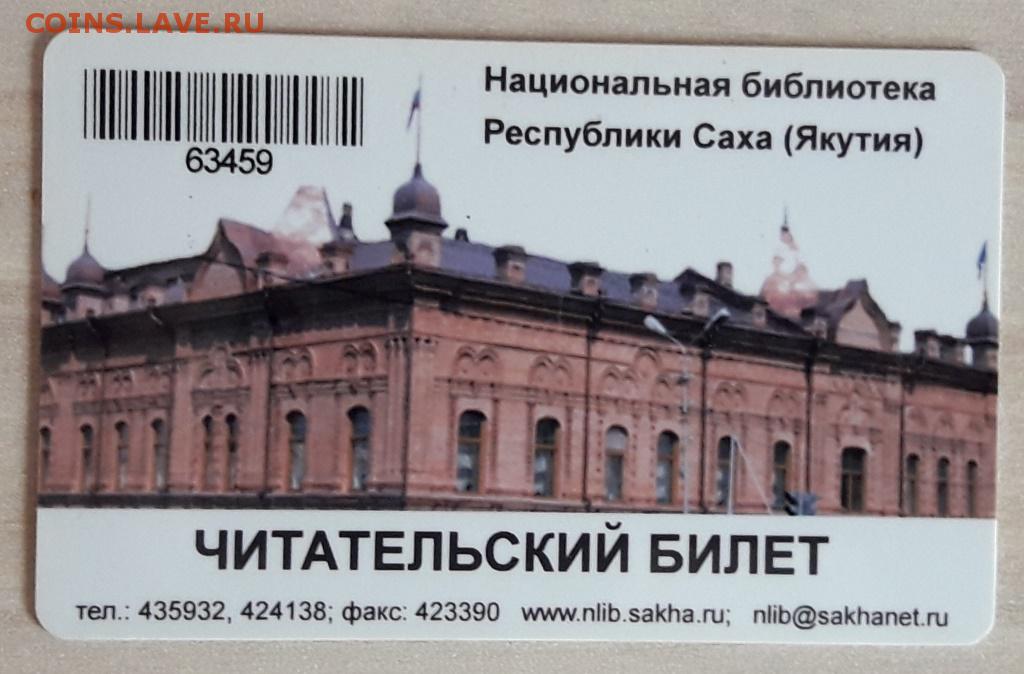 COINS.LAVE.RU
Национальная библиотека
Республики Саха (Якутия)
63459
ЧИТАТЕЛЬСКИЙ БИЛЕТ
тел.: 435932, 424138; факс: 423390 www.nlib.sakha.ru; nlib@sakhanet.ru